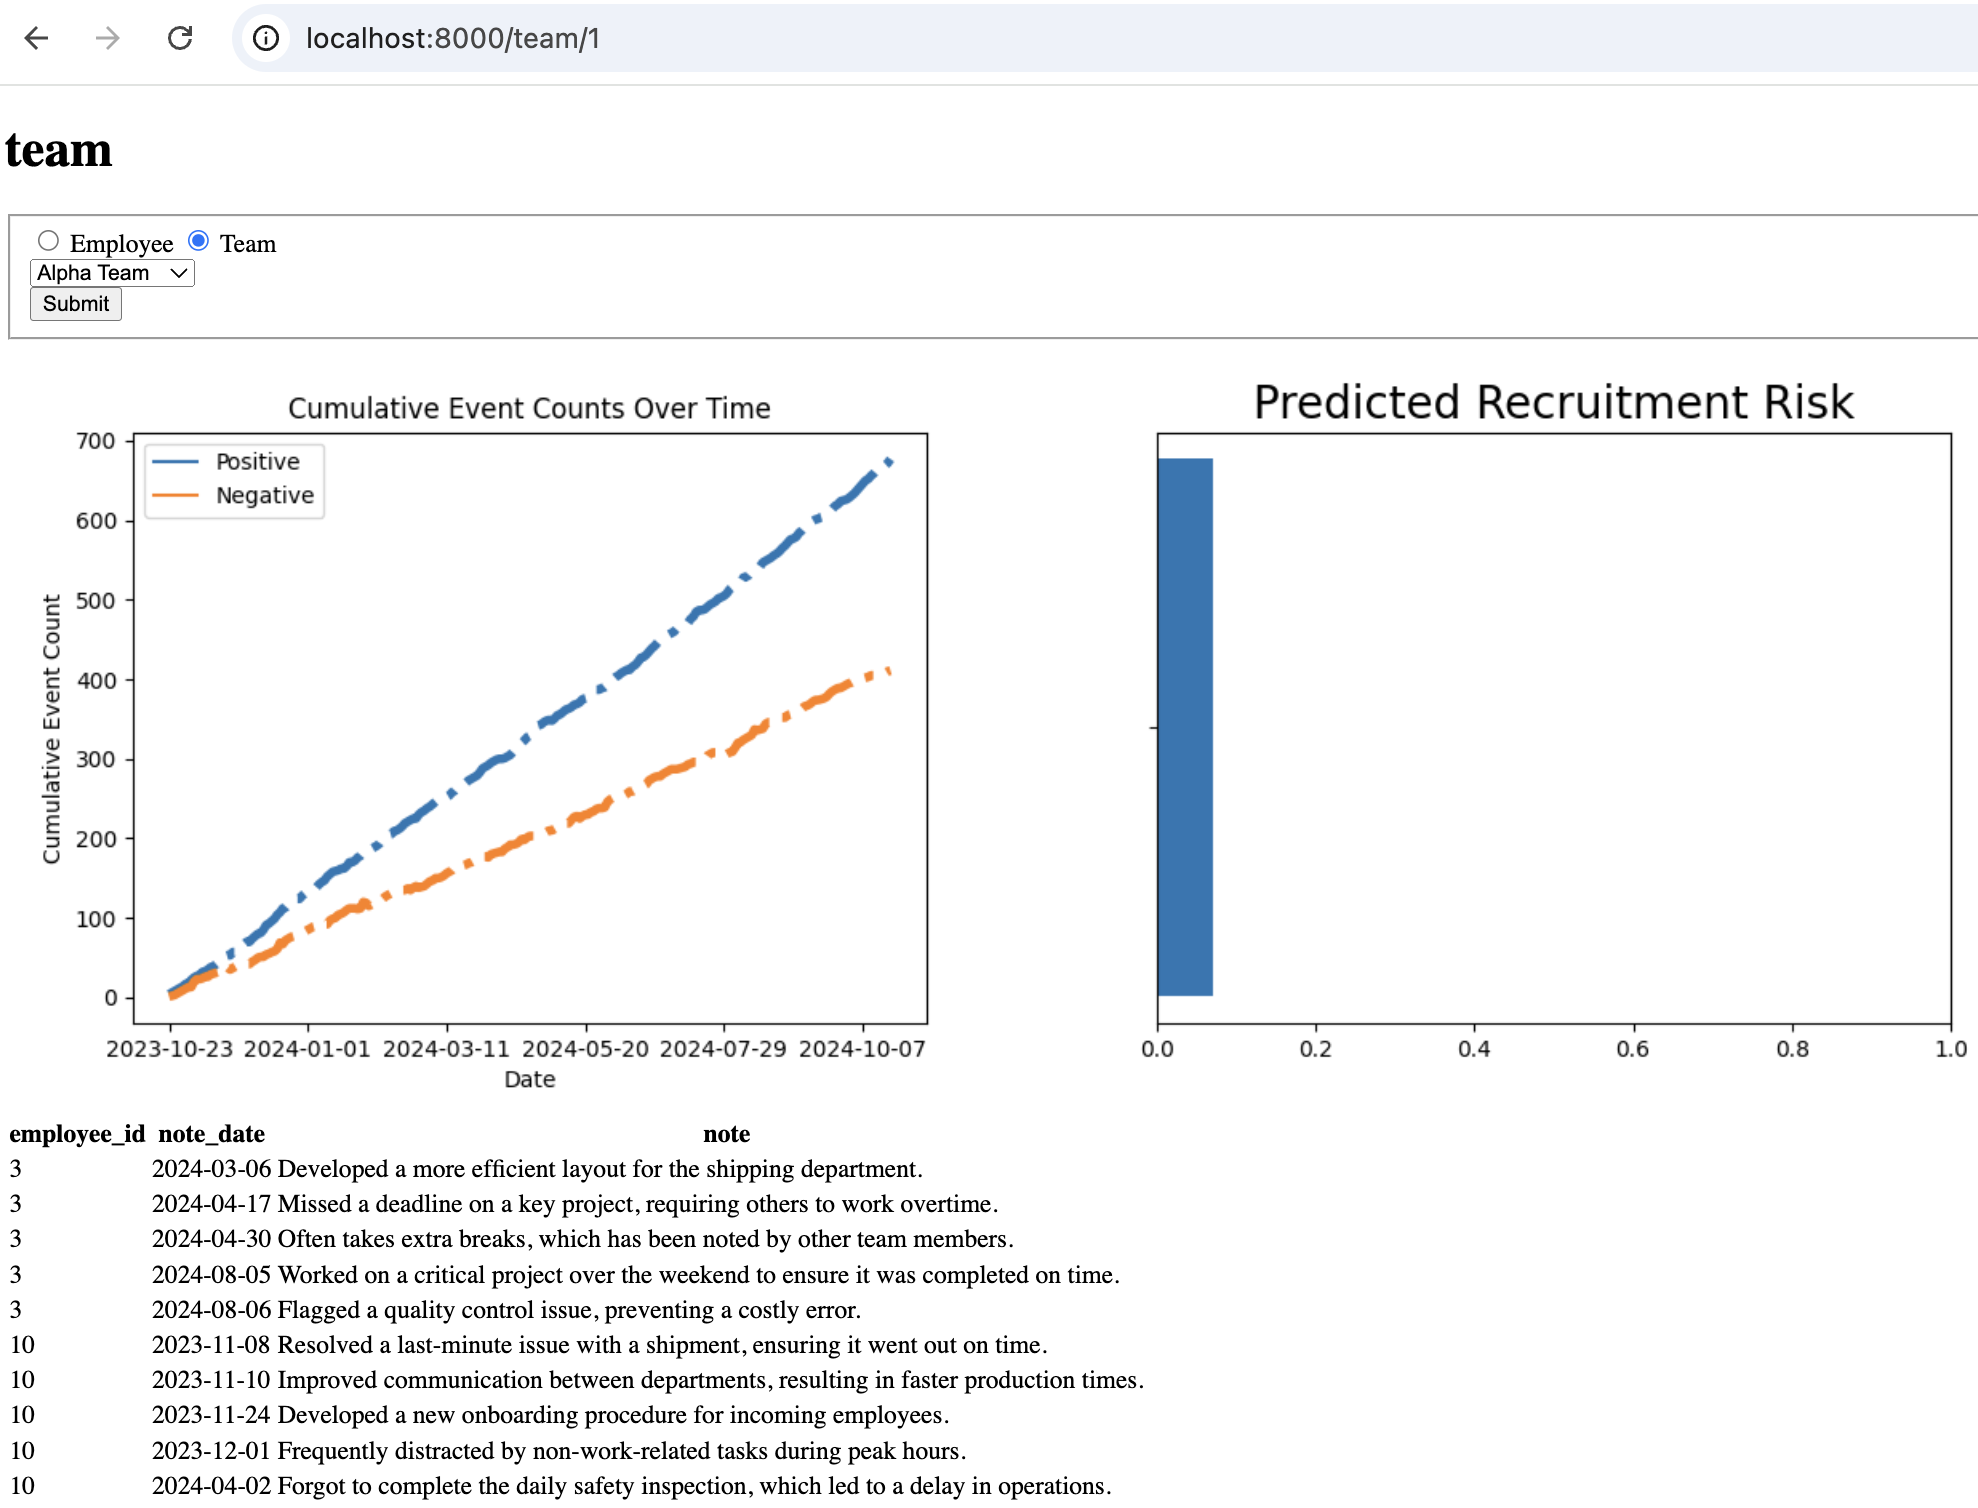 localhost:8000/team/1
team
Employee Team
Alpha Team
Submit
Cumulative Event Counts Over Time
700
600
500
400
300
200
100
0
Positive
Negative
Cumulative Event Count
2023-10-23 2024-01-01 2024-03-11 2024-05-20 2024-07-29 2024-10-07
Date
Predicted Recruitment Risk
0.0 0.2 0.4 0.6 0.8 1.0
employee_id note_date note
3 2024-03-06 Developed a more efficient layout for the shipping department.
3 2024-04-17 Missed a deadline on a key project, requiring others to work overtime.
3 2024-04-30 Often takes extra breaks, which has been noted by other team members.
3 2024-08-05 Worked on a critical project over the weekend to ensure it was completed on time.
3 2024-08-06 Flagged a quality control issue, preventing a costly error.
10 2023-11-08 Resolved a last-minute issue with a shipment, ensuring it went out on time.
10 2023-11-10 Improved communication between departments, resulting in faster production times.
10 2023-11-24 Developed a new onboarding procedure for incoming employees.
10 2023-12-01 Frequently distracted by non-work-related tasks during peak hours.
10 2024-04-02 Forgot to complete the daily safety inspection, which led to a delay in operations.